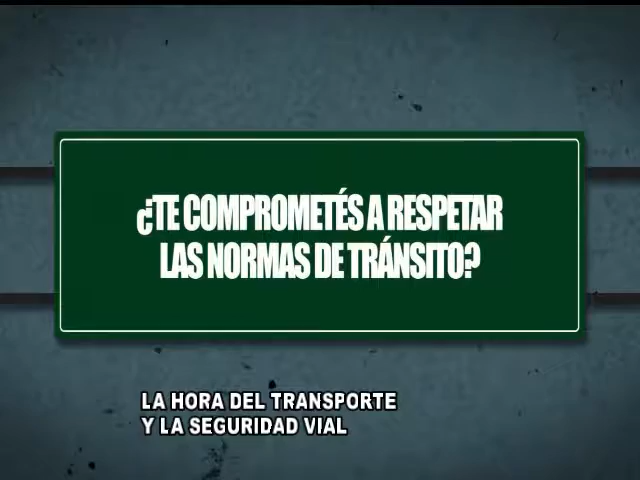 ¿TE COMPROMETÉS A RESPETAR
LAS NORMAS DE TRÁNSITO?
LA HORA DEL TRANSPORTE
Y LA SEGURIDAD VIAL